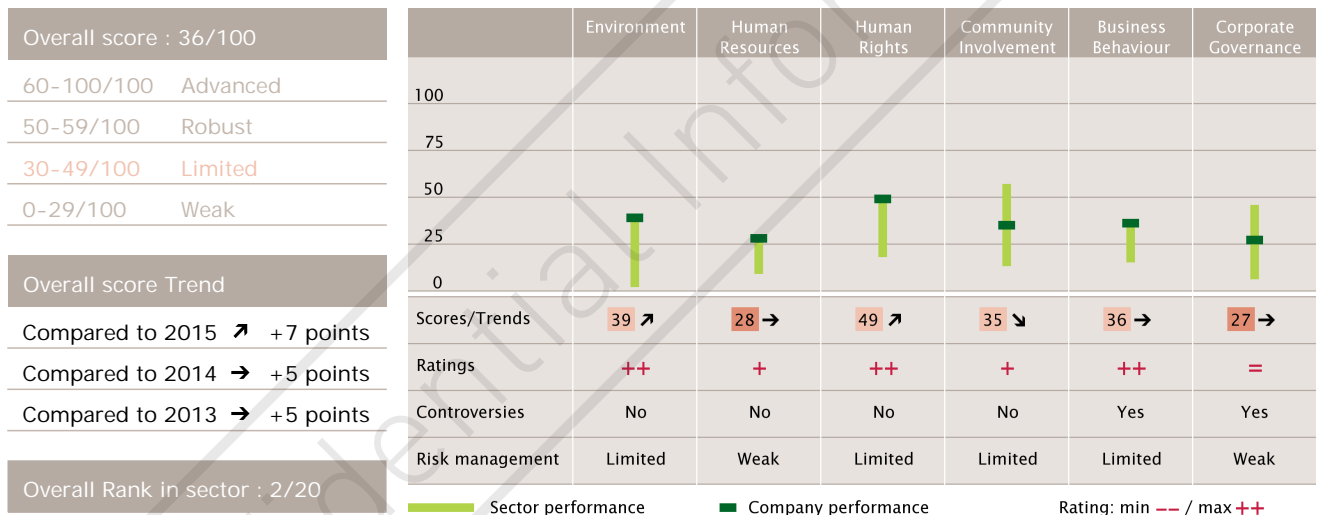 Overall score : 36/100
60-100/100 Advanced
50-59/100 Robust
30-49/100 Limited
0-29/100 Weak
Overall score Trend
Compared to 2015 ↗ +7 points
Compared to 2014 → +5 points
Compared to 2013 → +5 points
Overall Rank in sector : 2/20
Environment
Human
Resources
Human
Rights
Community
Involvement
Business
Behaviour
Corporate
Governance
100
75
50
25
0
Scores/Trends 39 ↗ 28 → 49 ↗ 35 ↘ 36 → 27 →
Ratings ++ + ++ + ++ =
Controversies No No No No Yes Yes
Risk management Limited Weak Limited Limited Limited Weak
Sector performance Company performance Rating: min -- / max ++